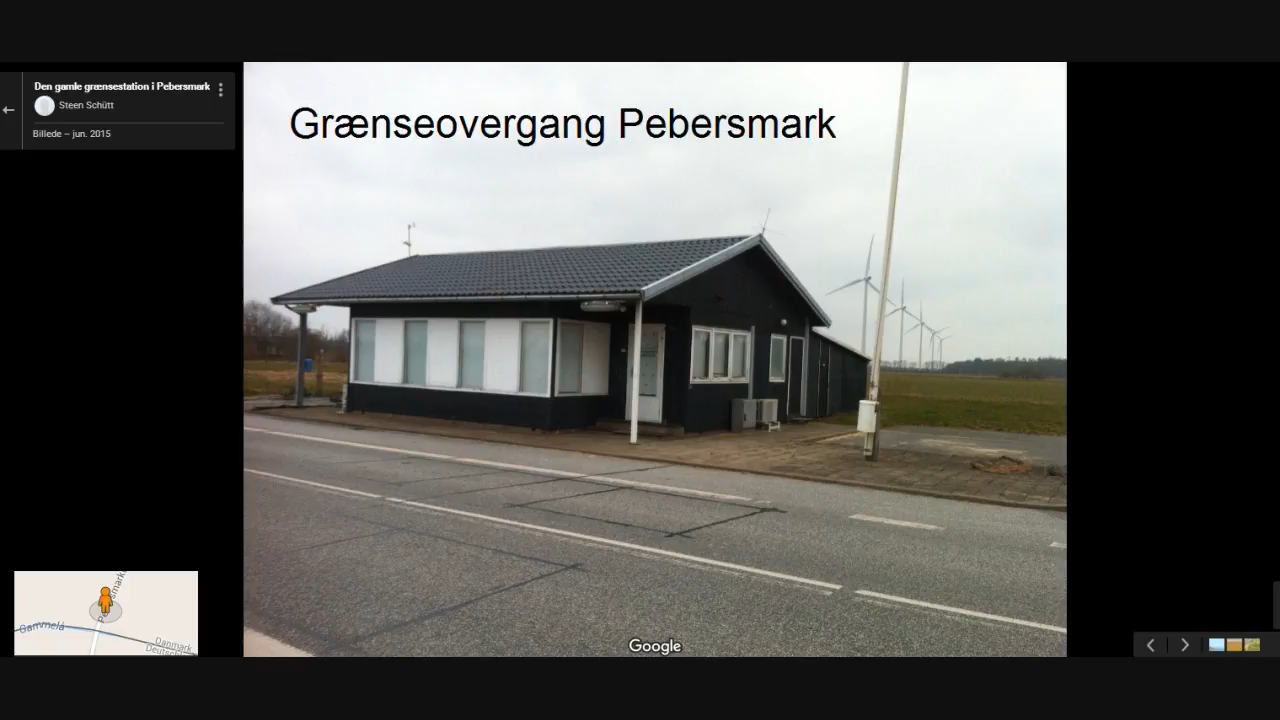 Den gamle grænsestation i Pebersmark
Steen Schütt
Billede – jun. 2015
Grænseovergang Pebersmark
Gammelå
Danmark
Google